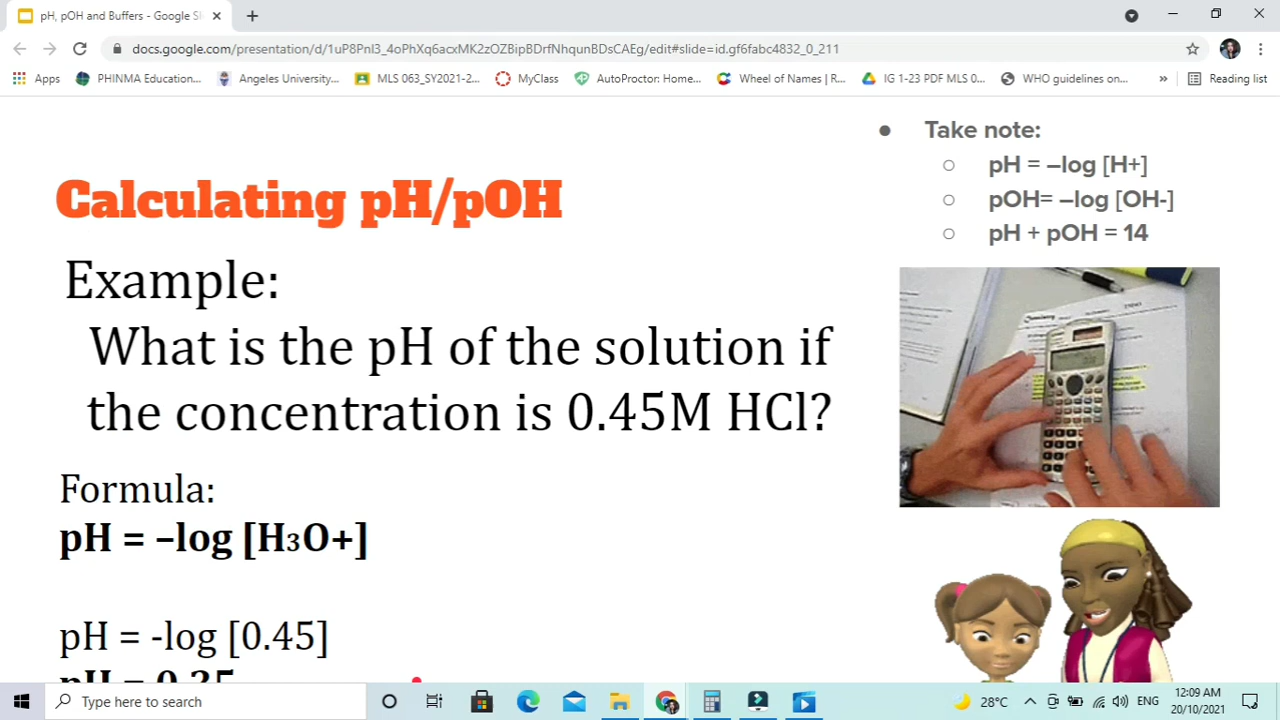 pH, pOH and Buffers - Google Sl
docs.google.com/presentation/d/1uP8PnI3_4oPhXq6acxMK2zOZBipBDrfNhqunBDsCAEg/edit#slide=id.gf6fabc4832_0_211
Apps PHINMA Education... Angeles University... MLS 063_SY2021-2... MyClass AutoProctor: Home... Wheel of Names | R... IG 1-23 PDF MLS 0... WHO guidelines on... » Reading list
Calculating pH/pOH
Example:
What is the pH of the solution if
the concentration is 0.45M HCl?
Formula:
pH = –log [H3O+]
pH = -log [0.45]
pH = 0.35
● Take note:
○ pH = –log [H+]
○ pOH= –log [OH-]
○ pH + pOH = 14
Type here to search
28°C
ENG
12:09 AM
20/10/2021